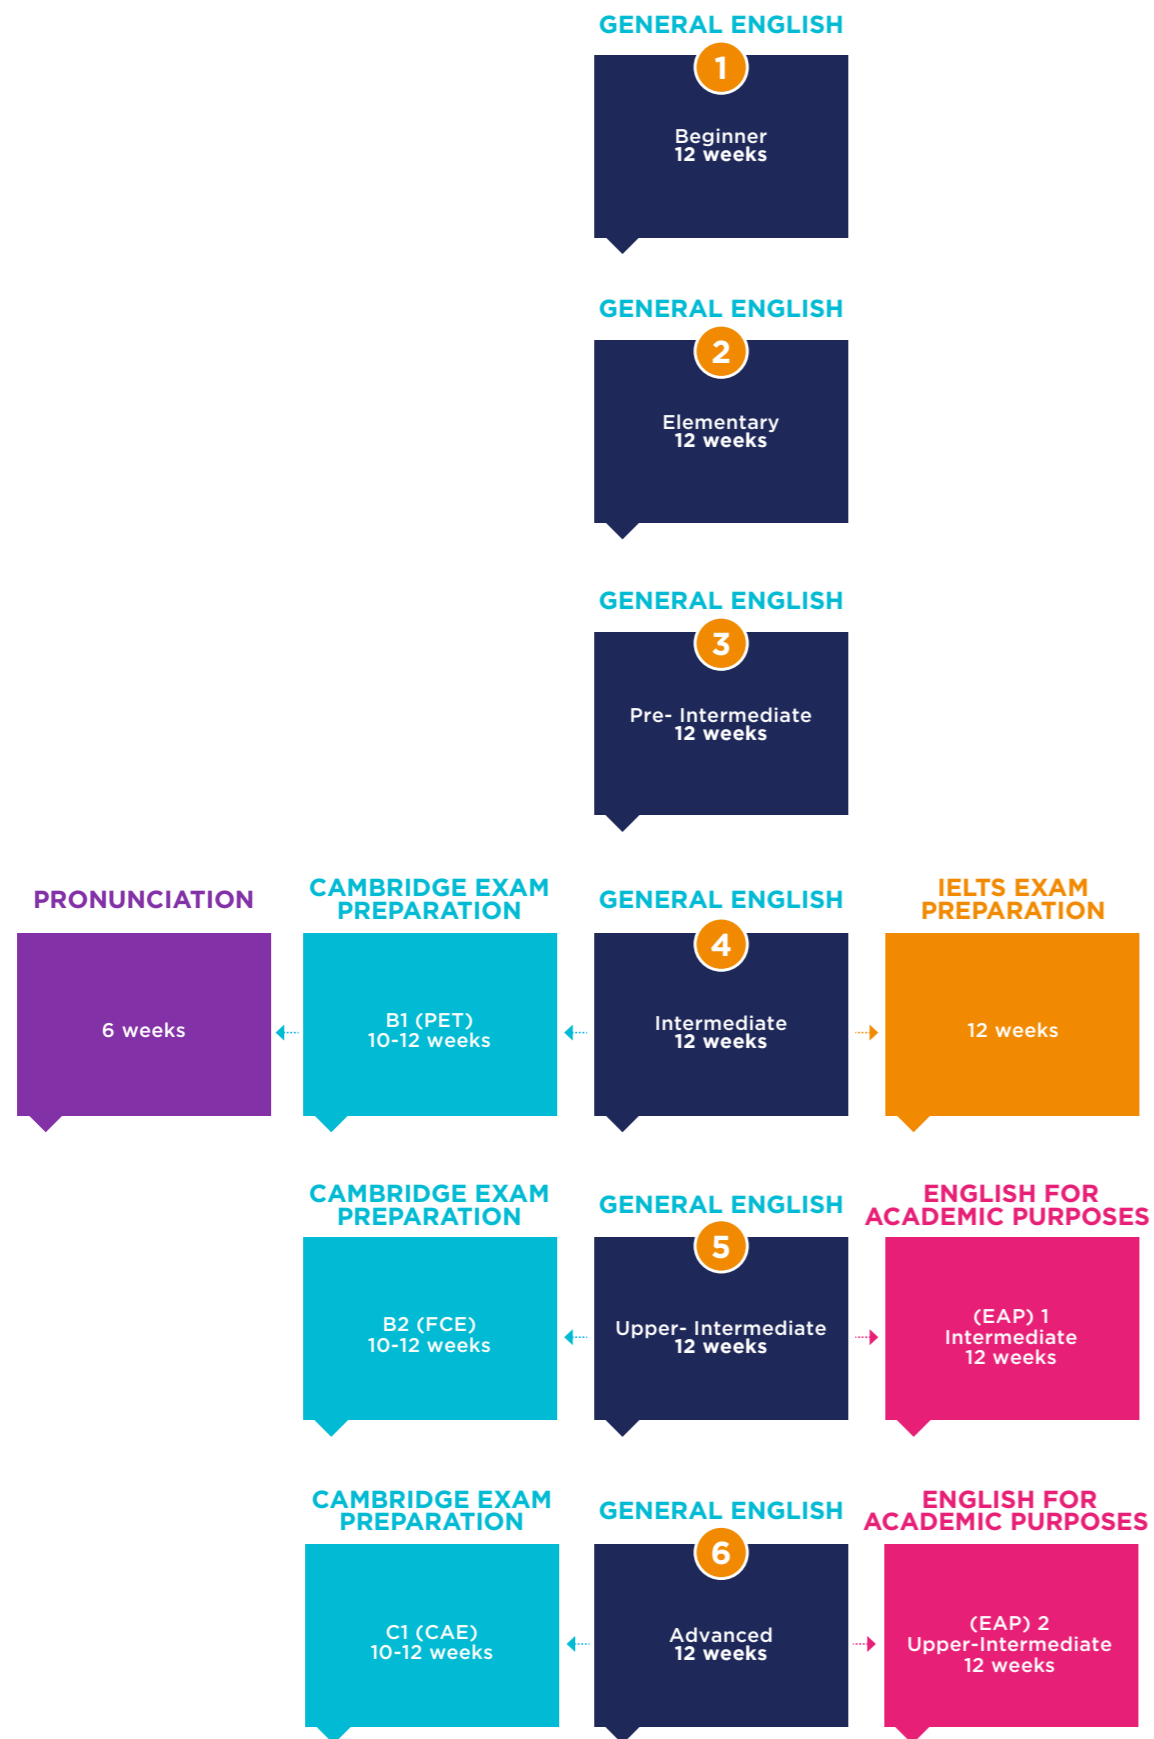 GENERAL ENGLISH
1
Beginner
12 weeks
GENERAL ENGLISH
2
Elementary
12 weeks
GENERAL ENGLISH
3
Pre- Intermediate
12 weeks
PRONUNCIATION
6 weeks
CAMBRIDGE EXAM
PREPARATION
B1 (PET)
10-12 weeks
GENERAL ENGLISH
4
Intermediate
12 weeks
IELTS EXAM
PREPARATION
12 weeks
CAMBRIDGE EXAM
PREPARATION
B2 (FCE)
10-12 weeks
GENERAL ENGLISH
5
Upper- Intermediate
12 weeks
ENGLISH FOR
ACADEMIC PURPOSES
(EAP) 1
Intermediate
12 weeks
CAMBRIDGE EXAM
PREPARATION
C1 (CAE)
10-12 weeks
GENERAL ENGLISH
6
Advanced
12 weeks
ENGLISH FOR
ACADEMIC PURPOSES
(EAP) 2
Upper-Intermediate
12 weeks